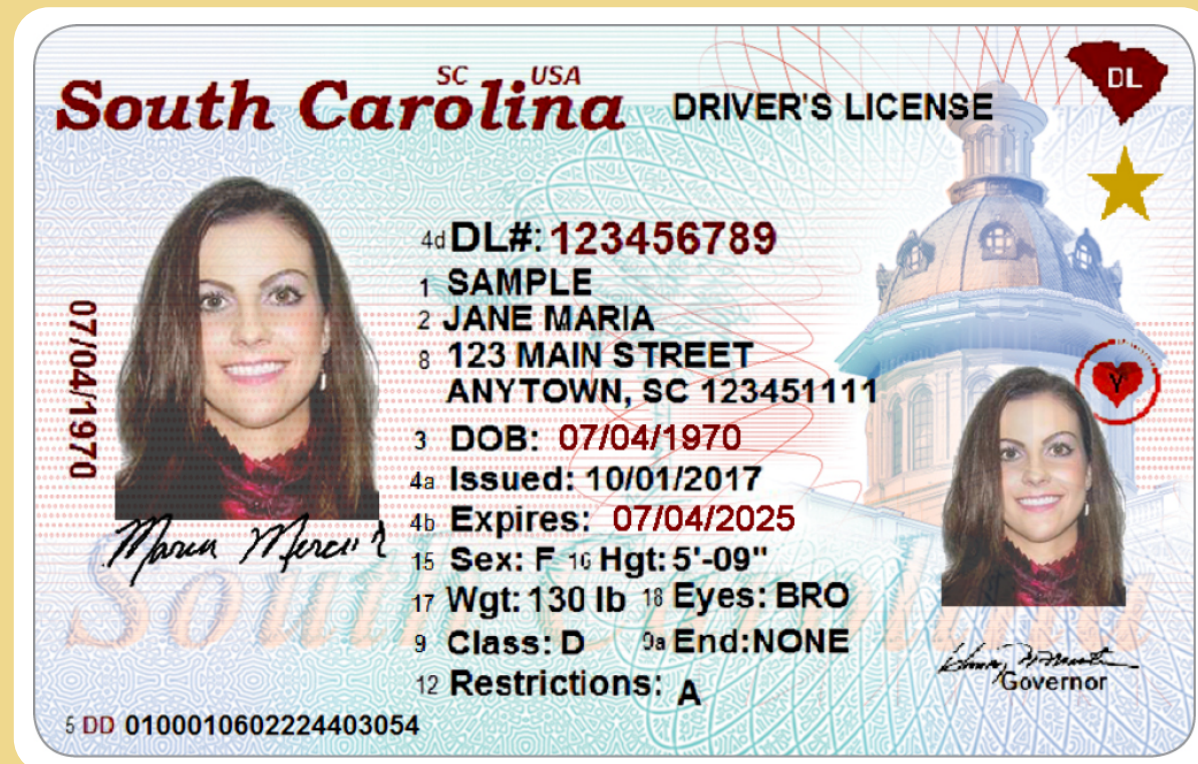 SC USA
South Carolina DRIVER'S LICENSE
DL
4d DL#: 123456789
1 SAMPLE
2 JANE MARIA
8 123 MAIN STREET
ANYTOWN, SC 123451111
Y
07/04/1970
3 DOB: 07/04/1970
4a Issued: 10/01/2017
4b Expires: 07/04/2025
15 Sex: F 16 Hgt: 5'-09"
17 Wgt: 130 lb 18 Eyes: BRO
South Carolina
9 Class: D 9a End:NONE
Governor
12 Restrictions: A
5 DD 0100010602224403054